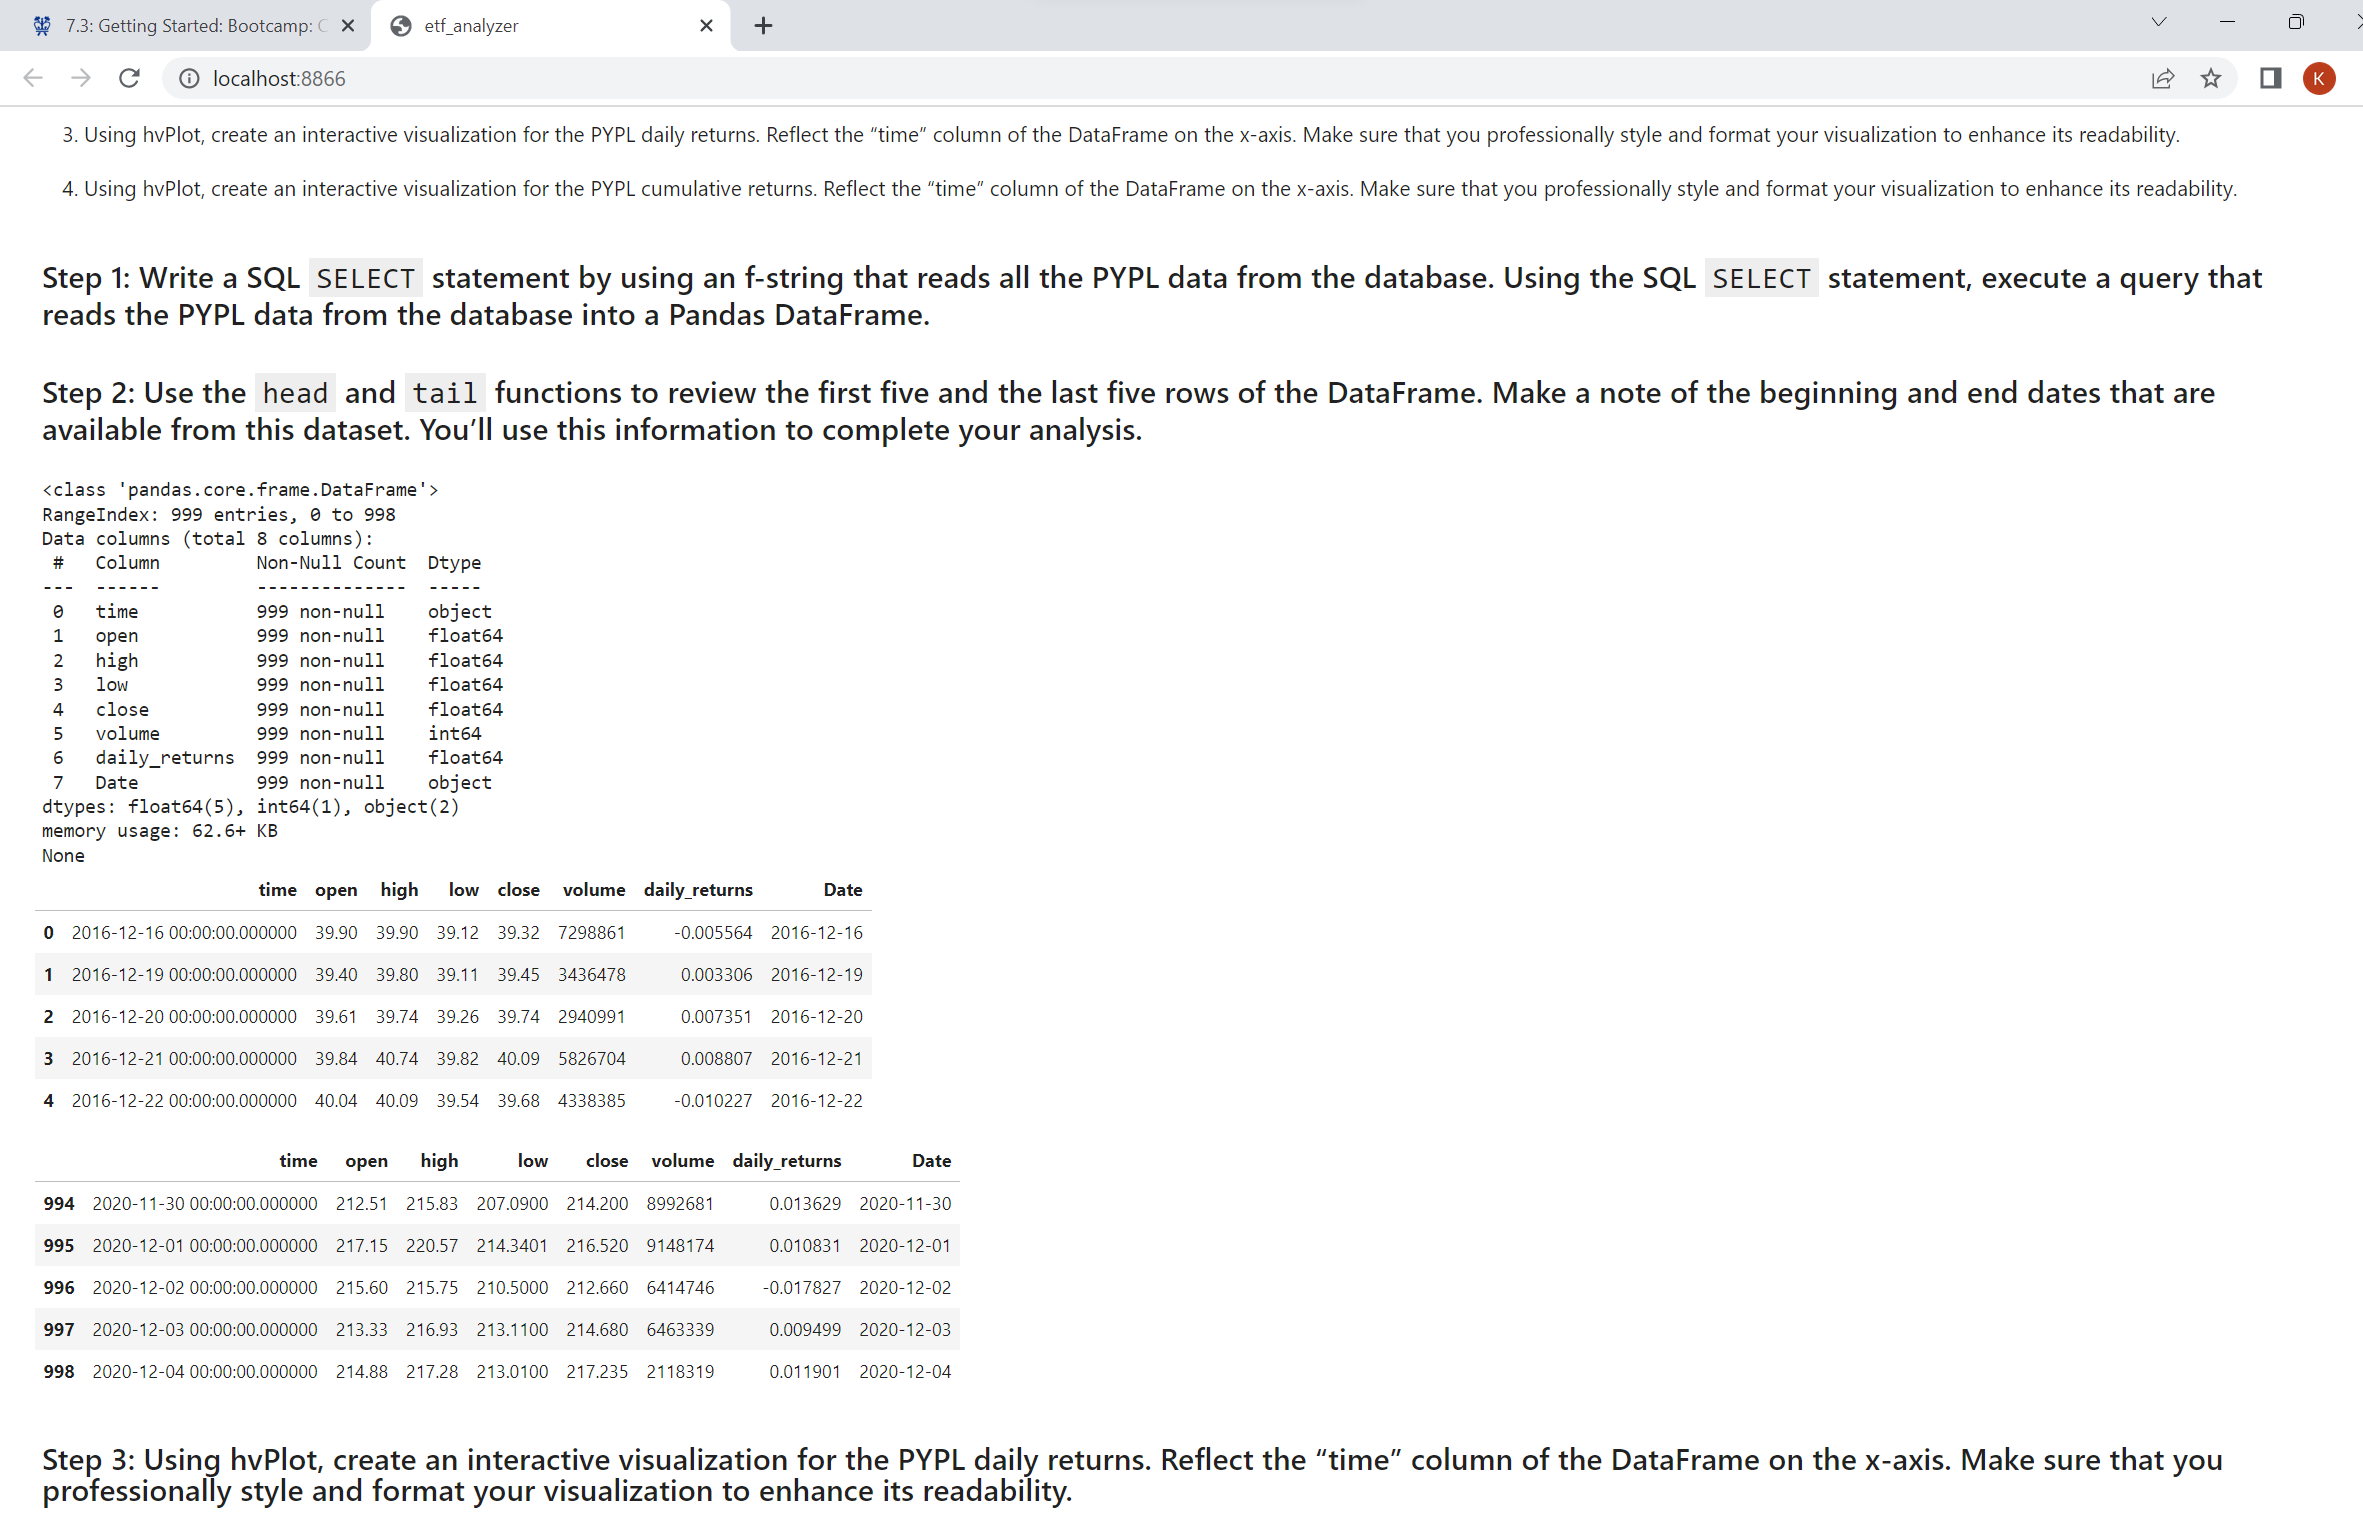 7.3: Getting Started: Bootcamp: C
etf_analyzer
localhost:8866
K
3. Using hvPlot, create an interactive visualization for the PYPL daily returns. Reflect the “time” column of the DataFrame on the x-axis. Make sure that you professionally style and format your visualization to enhance its readability.
4. Using hvPlot, create an interactive visualization for the PYPL cumulative returns. Reflect the “time” column of the DataFrame on the x-axis. Make sure that you professionally style and format your visualization to enhance its readability.
Step 1: Write a SQL SELECT statement by using an f-string that reads all the PYPL data from the database. Using the SQL SELECT statement, execute a query that
reads the PYPL data from the database into a Pandas DataFrame.
Step 2: Use the head and tail functions to review the first five and the last five rows of the DataFrame. Make a note of the beginning and end dates that are
available from this dataset. You’ll use this information to complete your analysis.
<class 'pandas.core.frame.DataFrame'>
RangeIndex: 999 entries, 0 to 998
Data columns (total 8 columns):
# Column Non-Null Count Dtype
--- ------ -------------- -----
0 time 999 non-null object
1 open 999 non-null float64
2 high 999 non-null float64
3 low 999 non-null float64
4 close 999 non-null float64
5 volume 999 non-null int64
6 daily_returns 999 non-null float64
7 Date 999 non-null object
dtypes: float64(5), int64(1), object(2)
memory usage: 62.6+ KB
None
time open high low close volume daily_returns Date
0 2016-12-16 00:00:00.000000 39.90 39.90 39.12 39.32 7298861 -0.005564 2016-12-16
1 2016-12-19 00:00:00.000000 39.40 39.80 39.11 39.45 3436478 0.003306 2016-12-19
2 2016-12-20 00:00:00.000000 39.61 39.74 39.26 39.74 2940991 0.007351 2016-12-20
3 2016-12-21 00:00:00.000000 39.84 40.74 39.82 40.09 5826704 0.008807 2016-12-21
4 2016-12-22 00:00:00.000000 40.04 40.09 39.54 39.68 4338385 -0.010227 2016-12-22
time open high low close volume daily_returns Date
994 2020-11-30 00:00:00.000000 212.51 215.83 207.0900 214.200 8992681 0.013629 2020-11-30
995 2020-12-01 00:00:00.000000 217.15 220.57 214.3401 216.520 9148174 0.010831 2020-12-01
996 2020-12-02 00:00:00.000000 215.60 215.75 210.5000 212.660 6414746 -0.017827 2020-12-02
997 2020-12-03 00:00:00.000000 213.33 216.93 213.1100 214.680 6463339 0.009499 2020-12-03
998 2020-12-04 00:00:00.000000 214.88 217.28 213.0100 217.235 2118319 0.011901 2020-12-04
Step 3: Using hvPlot, create an interactive visualization for the PYPL daily returns. Reflect the “time” column of the DataFrame on the x-axis. Make sure that you
professionally style and format your visualization to enhance its readability.